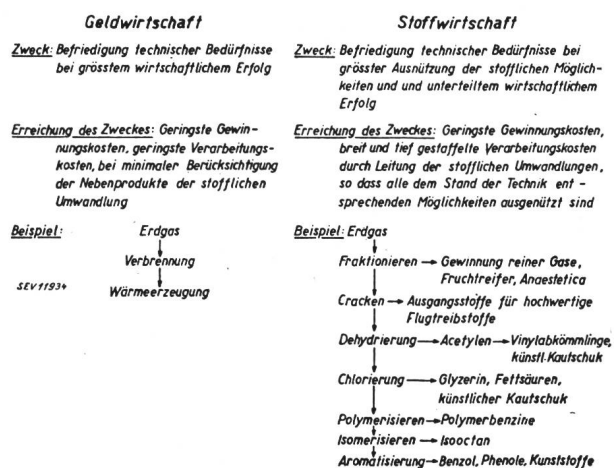 Geldwirtschaft
Zweck: Befriedigung technischer Bedürfnisse
bei grösstem wirtschaftlichem Erfolg
Erreichung des Zweckes: Geringste Gewin-
nungskosten, geringste Verarbeitungs-
kosten, bei minimaler Berücksichtigung
der Nebenprodukte der stofflichen
Umwandlung
Beispiel: Erdgas
Verbrennung
Wärmeerzeugung
SEV11934
Stoffwirtschaft
Zweck: Befriedigung technischer Bedürfnisse bei
grösster Ausnützung der stofflichen Möglich-
keiten und und unterteiltem wirtschaftlichem
Erfolg
Erreichung des Zweckes: Geringste Gewinnungskosten,
breit und tief gestaffelte Verarbeitungskosten
durch Leitung der stofflichen Umwandlungen,
so dass alle dem Stand der Technik ent-
sprechenden Möglichkeiten ausgenützt sind
Beispiel: Erdgas
Fraktionieren → Gewinnung reiner Gase,
Fruchtreifer, Anaestetica
Cracken → Ausgangsstoffe für hochwertige
Flugtreibstoffe
Dehydrierung → Acetylen → Vinylabkömmlinge,
künstl. Kautschuk
Chlorierung → Glyzerin, Fettsäuren,
künstlicher Kautschuk
Polymerisieren → Polymerbenzine
Isomerisieren → Isooctan
Aromatisierung → Benzol, Phenole, Kunststoffe